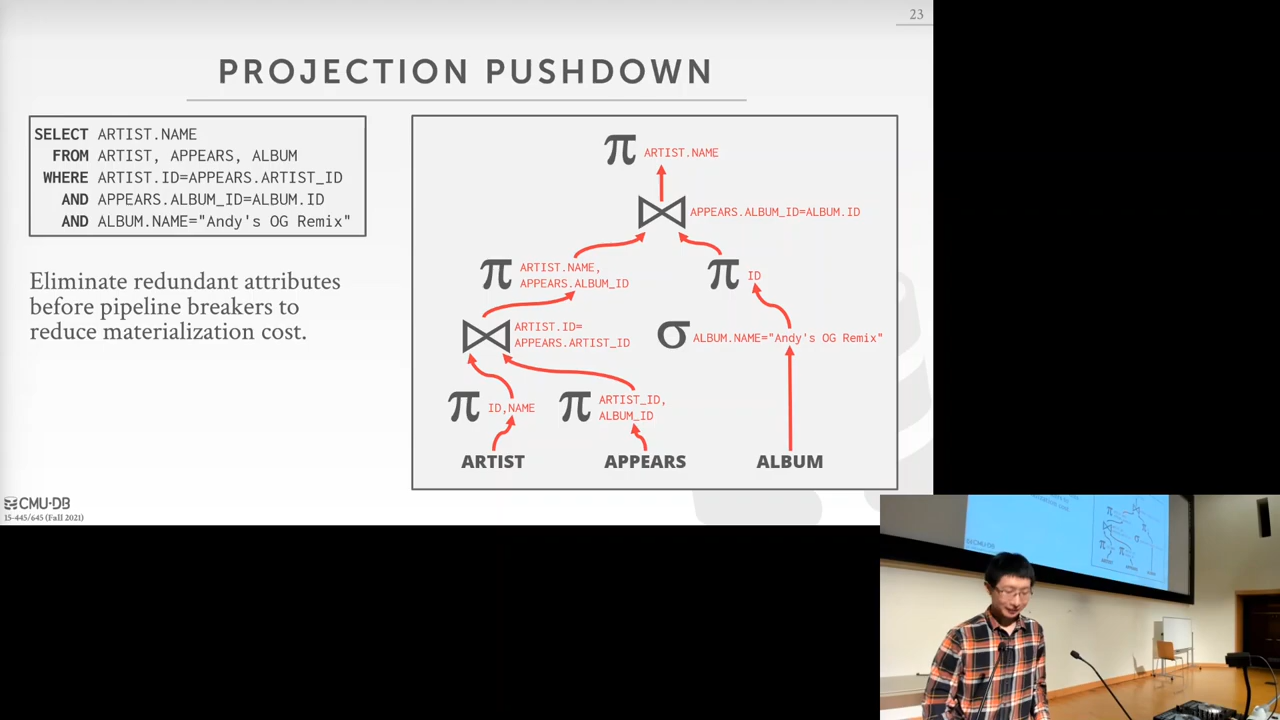 23
PROJECTION PUSHDOWN
SELECT ARTIST.NAME
FROM ARTIST, APPEARS, ALBUM
WHERE ARTIST.ID=APPEARS.ARTIST_ID
AND APPEARS.ALBUM_ID=ALBUM.ID
AND ALBUM.NAME="Andy's OG Remix"
Eliminate redundant attributes
before pipeline breakers to
reduce materialization cost.
π ARTIST.NAME
⋈ APPEARS.ALBUM_ID=ALBUM.ID
π ARTIST.NAME,
APPEARS.ALBUM_ID
π ID
⋈ ARTIST.ID=
APPEARS.ARTIST_ID
σ ALBUM.NAME="Andy's OG Remix"
π ID,NAME
π ARTIST_ID,
ALBUM_ID
ARTIST
APPEARS
ALBUM
CMU·DB
15-445/645 (Fall 2021)